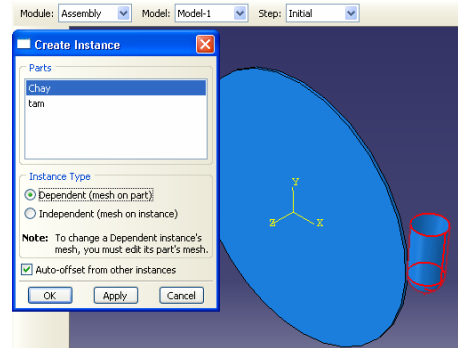 Module: Assembly Model: Model-1 Step: Initial
Create Instance
Parts
Chay
tam
Instance Type
Dependent (mesh on part)
Independent (mesh on instance)
Note: To change a Dependent instance's
mesh, you must edit its part's mesh.
Auto-offset from other instances
OK Apply Cancel
Y
Z X